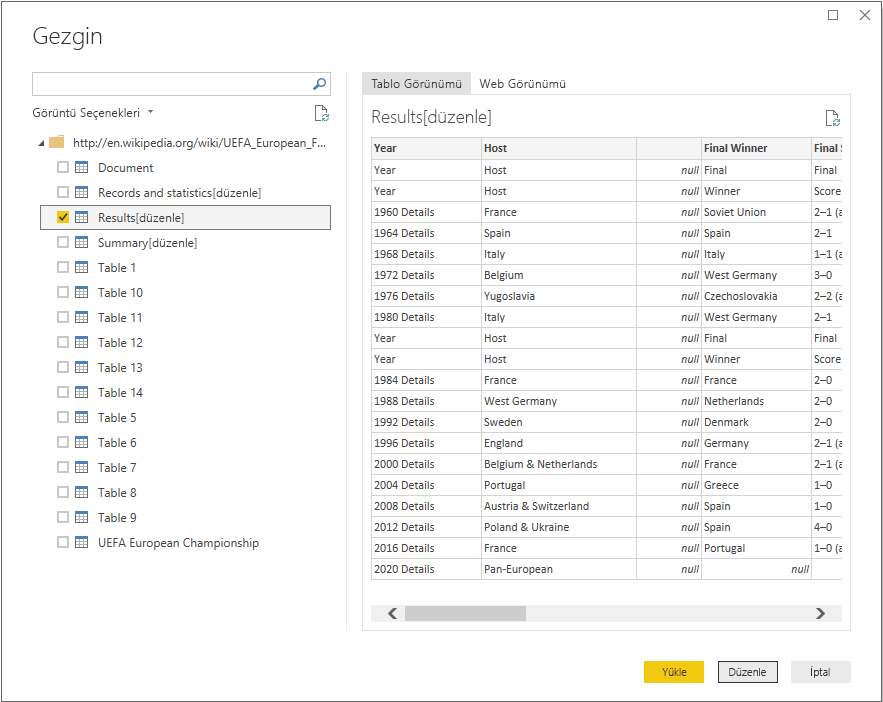 Gezgin
Görüntü Seçenekleri
http://en.wikipedia.org/wiki/UEFA_European_F...
Document
Records and statistics[düzenle]
Results[düzenle]
Summary[düzenle]
Table 1
Table 10
Table 11
Table 12
Table 13
Table 14
Table 5
Table 6
Table 7
Table 8
Table 9
UEFA European Championship
Tablo Görünümü Web Görünümü
Results[düzenle]
Year Host Final Winner Final S
Year Host null Final Final
Year Host null Winner Score
1960 Details France null Soviet Union 2–1 (a
1964 Details Spain null Spain 2–1
1968 Details Italy null Italy 1–1 (a
1972 Details Belgium null West Germany 3–0
1976 Details Yugoslavia null Czechoslovakia 2–2 (a
1980 Details Italy null West Germany 2–1
Year Host null Final Final
Year Host null Winner Score
1984 Details France null France 2–0
1988 Details West Germany null Netherlands 2–0
1992 Details Sweden null Denmark 2–0
1996 Details England null Germany 2–1 (a
2000 Details Belgium & Netherlands null France 2–1 (a
2004 Details Portugal null Greece 1–0
2008 Details Austria & Switzerland null Spain 1–0
2012 Details Poland & Ukraine null Spain 4–0
2016 Details France null Portugal 1–0 (a
2020 Details Pan-European null null
Yükle Düzenle İptal